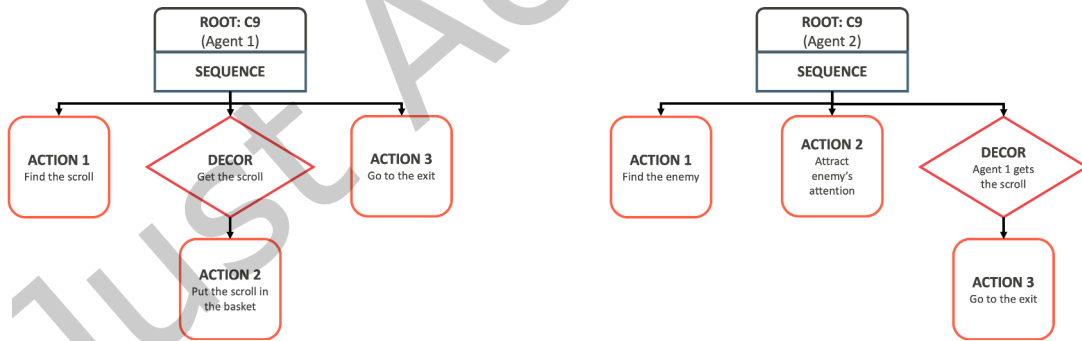 ROOT: C9
(Agent 1)
SEQUENCE
ACTION 1
Find the scroll
DECOR
Get the scroll
ACTION 3
Go to the exit
ACTION 2
Put the scroll in
the basket
ROOT: C9
(Agent 2)
SEQUENCE
ACTION 1
Find the enemy
ACTION 2
Attract
enemy's
attention
DECOR
Agent 1 gets
the scroll
ACTION 3
Go to the exit
Just A